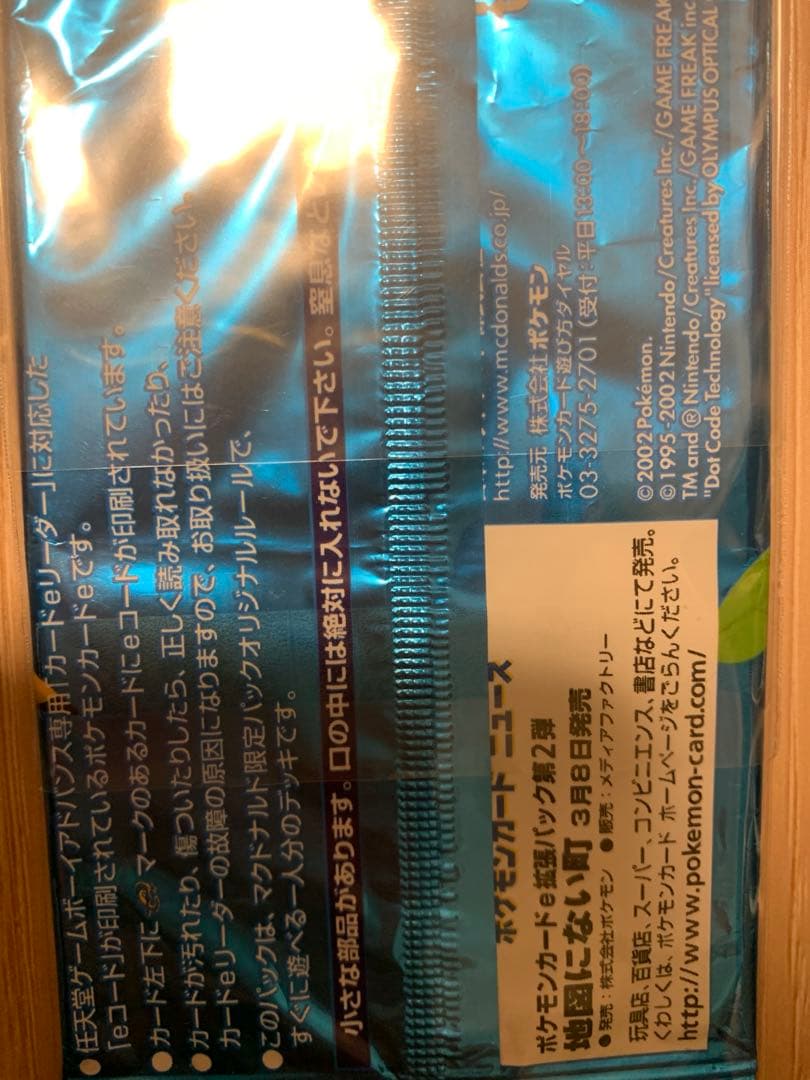 ●任天堂ゲームボーイアドバンス専用「カードeリーダー」に対応した
「eコード」が印刷されているポケモンカードeです。
●カード左下に マークのあるカードにeコードが印刷されています。
●カードが汚れたり、傷ついたりしたら、正しく読み取れなかったり、
カードeリーダーの故障の原因になりますので、お取り扱いにはご注意ください。
●このパックは、マクドナルド限定パックオリジナルルールで、
すぐに遊べる一人分のデッキです。
小さな部品があります。口の中には絶対に入れないで下さい。窒息など
http://www.mcdonalds.co.jp/
発売元 株式会社ポケモン
ポケモンカード遊び方ダイヤル
03-3275-2701(受付:平日13:00~18:00)
©2002 Pokémon.
©1995-2002 Nintendo/Creatures Inc./GAME FREAK
TM and ® Nintendo/Creatures Inc./GAME FREAK inc
"Dot Code Technology" licensed by OLYMPUS OPTICAL
ポケモンカード ニュース
ポケモンカードe拡張パック第2弾
地図にない町 3月8日発売
●発売:株式会社ポケモン ●販売:メディアファクトリー
玩具店、百貨店、スーパー、コンビニエンス、書店などにて発売。
くわしくは、ポケモンカード ホームページをごらんください。
http://www.pokemon-card.com/